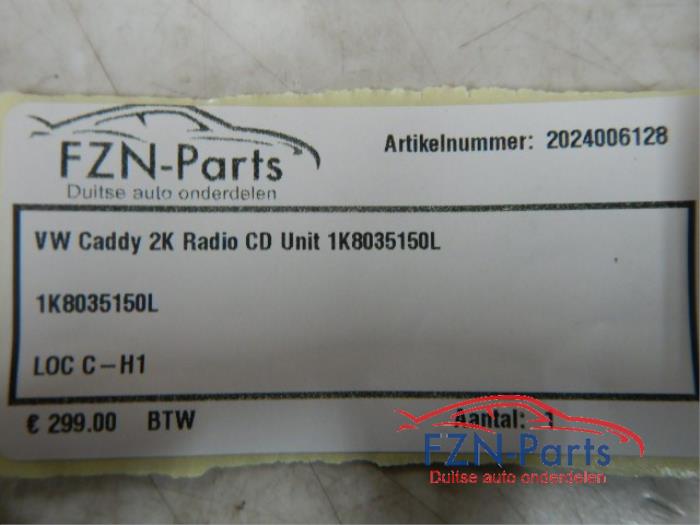 FZN-Parts
Duitse auto onderdelen
Artikelnummer: 2024006128
VW Caddy 2K Radio CD Unit 1K8035150L
1K8035150L
LOC C-H1
€ 299.00 BTW
Aantal: 1
FZN-Parts
Duitse auto onderdelen